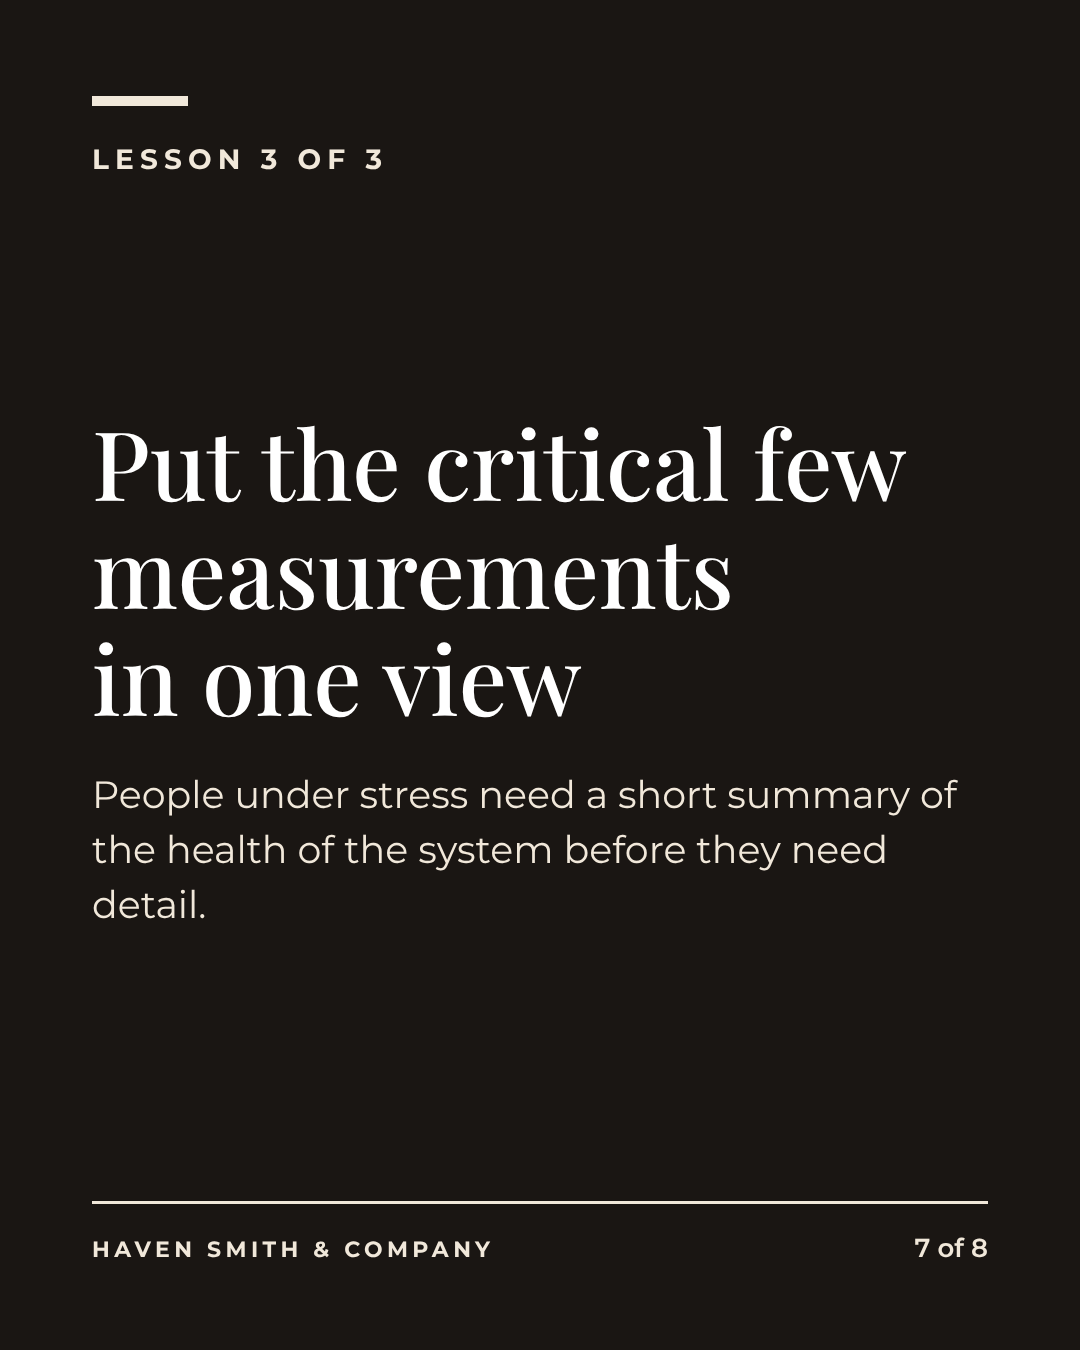 LESSON 3 OF 3
Put the critical few
measurements
in one view
People under stress need a short summary of
the health of the system before they need
detail.
HAVEN SMITH & COMPANY
7 of 8